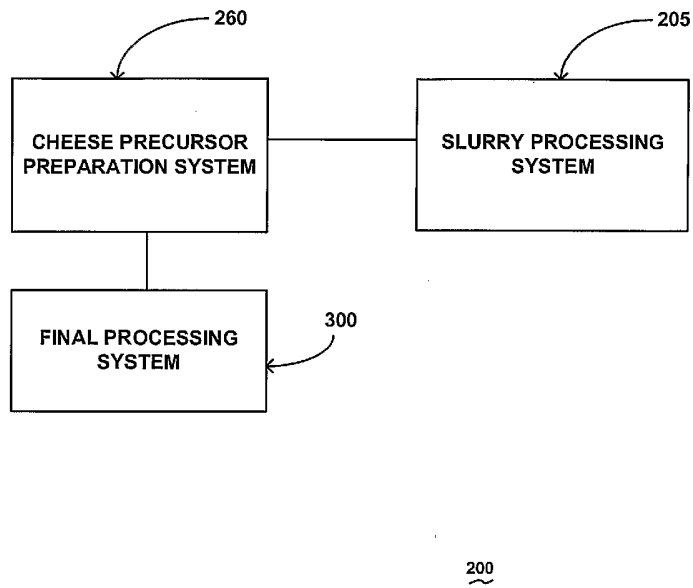 260
205
CHEESE PRECURSOR
PREPARATION SYSTEM
SLURRY PROCESSING
SYSTEM
FINAL PROCESSING
SYSTEM
300
200